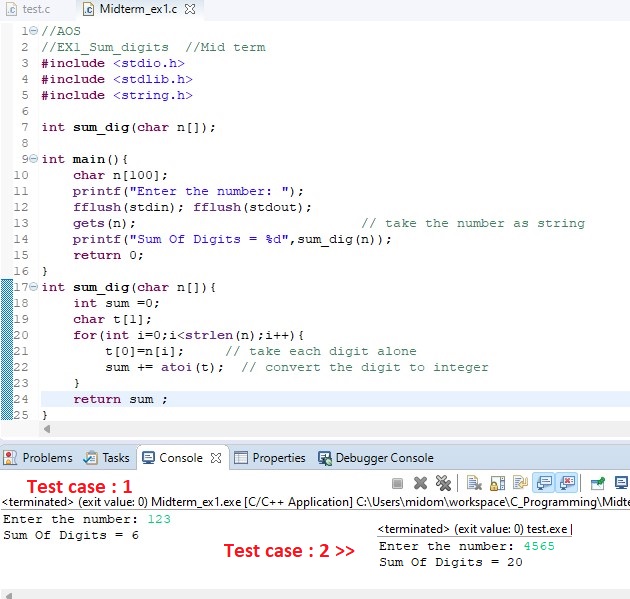 test.c Midterm_ex1.c
1 //AOS
2 //EX1_Sum_digits //Mid term
3 #include <stdio.h>
4 #include <stdlib.h>
5 #include <string.h>
6
7 int sum_dig(char n[]);
8
9 int main(){
10 char n[100];
11 printf("Enter the number: ");
12 fflush(stdin); fflush(stdout);
13 gets(n); // take the number as string
14 printf("Sum Of Digits = %d",sum_dig(n));
15 return 0;
16 }
17 int sum_dig(char n[]){
18 int sum =0;
19 char t[1];
20 for(int i=0;i<strlen(n);i++){
21 t[0]=n[i]; // take each digit alone
22 sum += atoi(t); // convert the digit to integer
23 }
24 return sum ;
25 }
Problems Tasks Console Properties Debugger Console
Test case : 1
<terminated> (exit value: 0) Midterm_ex1.exe [C/C++ Application] C:\Users\midom\workspace\C_Programming\Midte
Enter the number: 123
Sum Of Digits = 6
Test case : 2 >>
<terminated> (exit value: 0) test.exe |
Enter the number: 4565
Sum Of Digits = 20